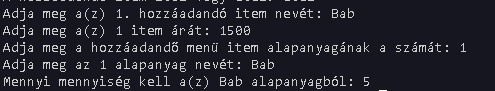 Adja meg a(z) 1. hozzáadandó item nevét: Bab
Adja meg a(z) 1 item árát: 1500
Adja meg a hozzáadendő menü item alapanyagának a számát: 1
Adja meg az 1 alapanyag nevét: Bab
Mennyi mennyiség kell a(z) Bab alapanyagból: 5